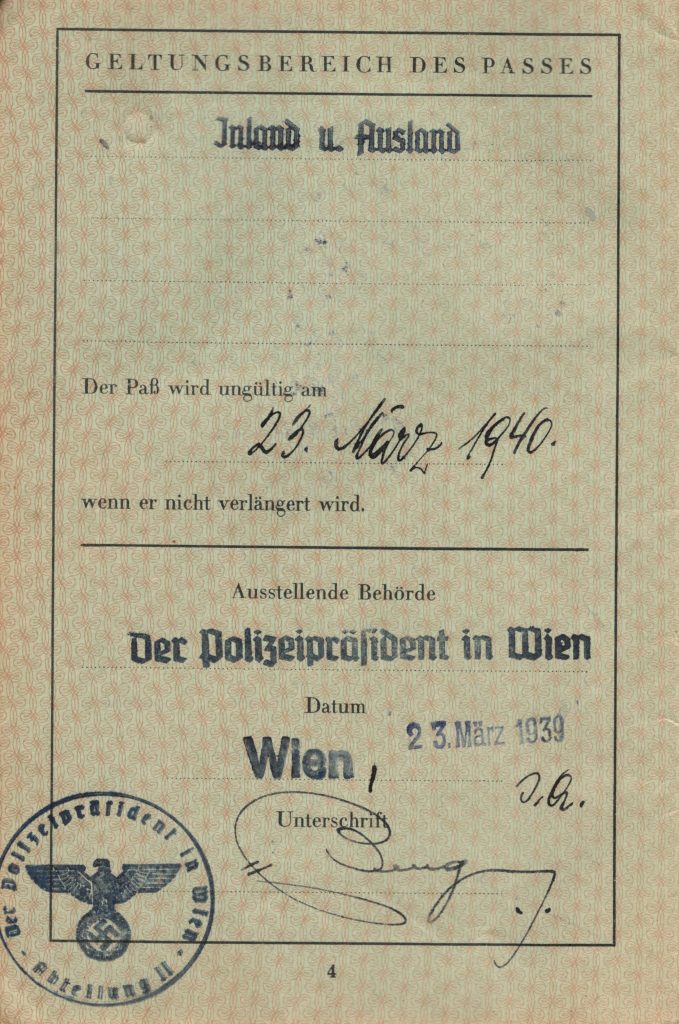 GELTUNGSBEREICH DES PASSES
Inland u. Ausland
Der Paß wird ungültig am
23. März 1940.
wenn er nicht verlängert wird.
Ausstellende Behörde
Der Polizeipräsident in Wien
Datum
Wien, 23. März 1939
I.A.
Unterschrift
Der Polizeipräsident in Wien
- Abteilung II -
4